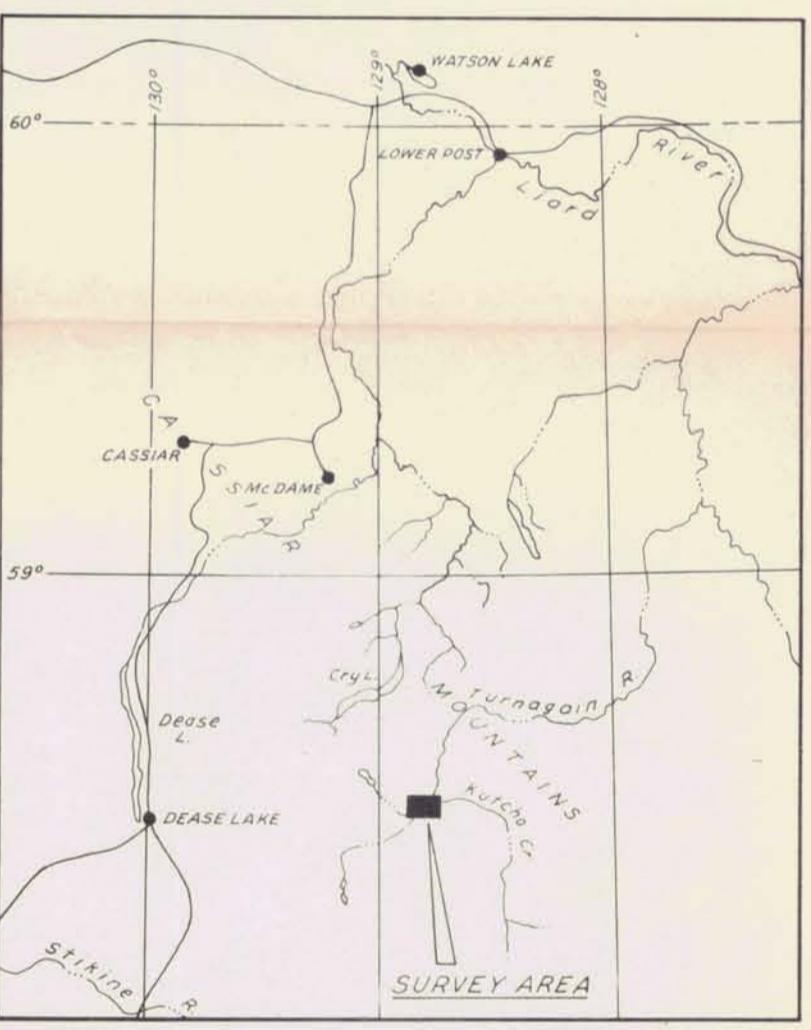 WATSON LAKE
130°
129°
128°
60°
LOWER POST
Liard River
CASSIAR
CASSIAR
McDAME
59°
Cry L.
Turnagain R.
MOUNTAINS
Dease
L.
Kutcho Cr.
DEASE LAKE
Stikine R.
SURVEY AREA